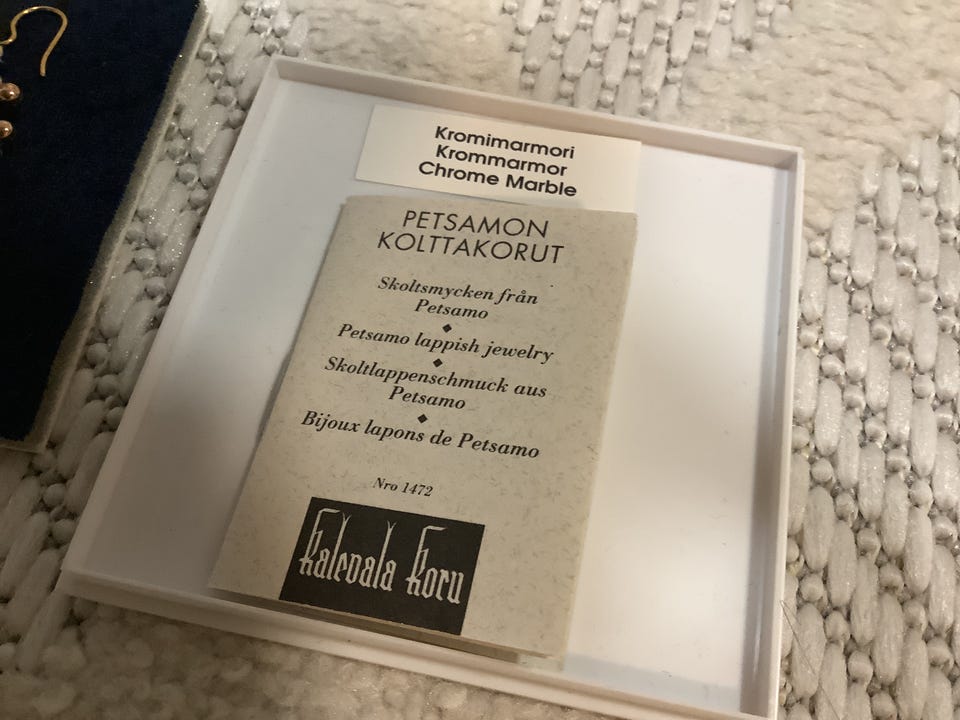 Kromimarmori
Krommarmor
Chrome Marble
PETSAMON
KOLTTAKORUT
Skoltsmycken från
Petsamo
Petsamo lappish jewelry
Skoltlappenschmuck aus
Petsamo
Bijoux lapons de Petsamo
Nro 1472
Kalevala Koru